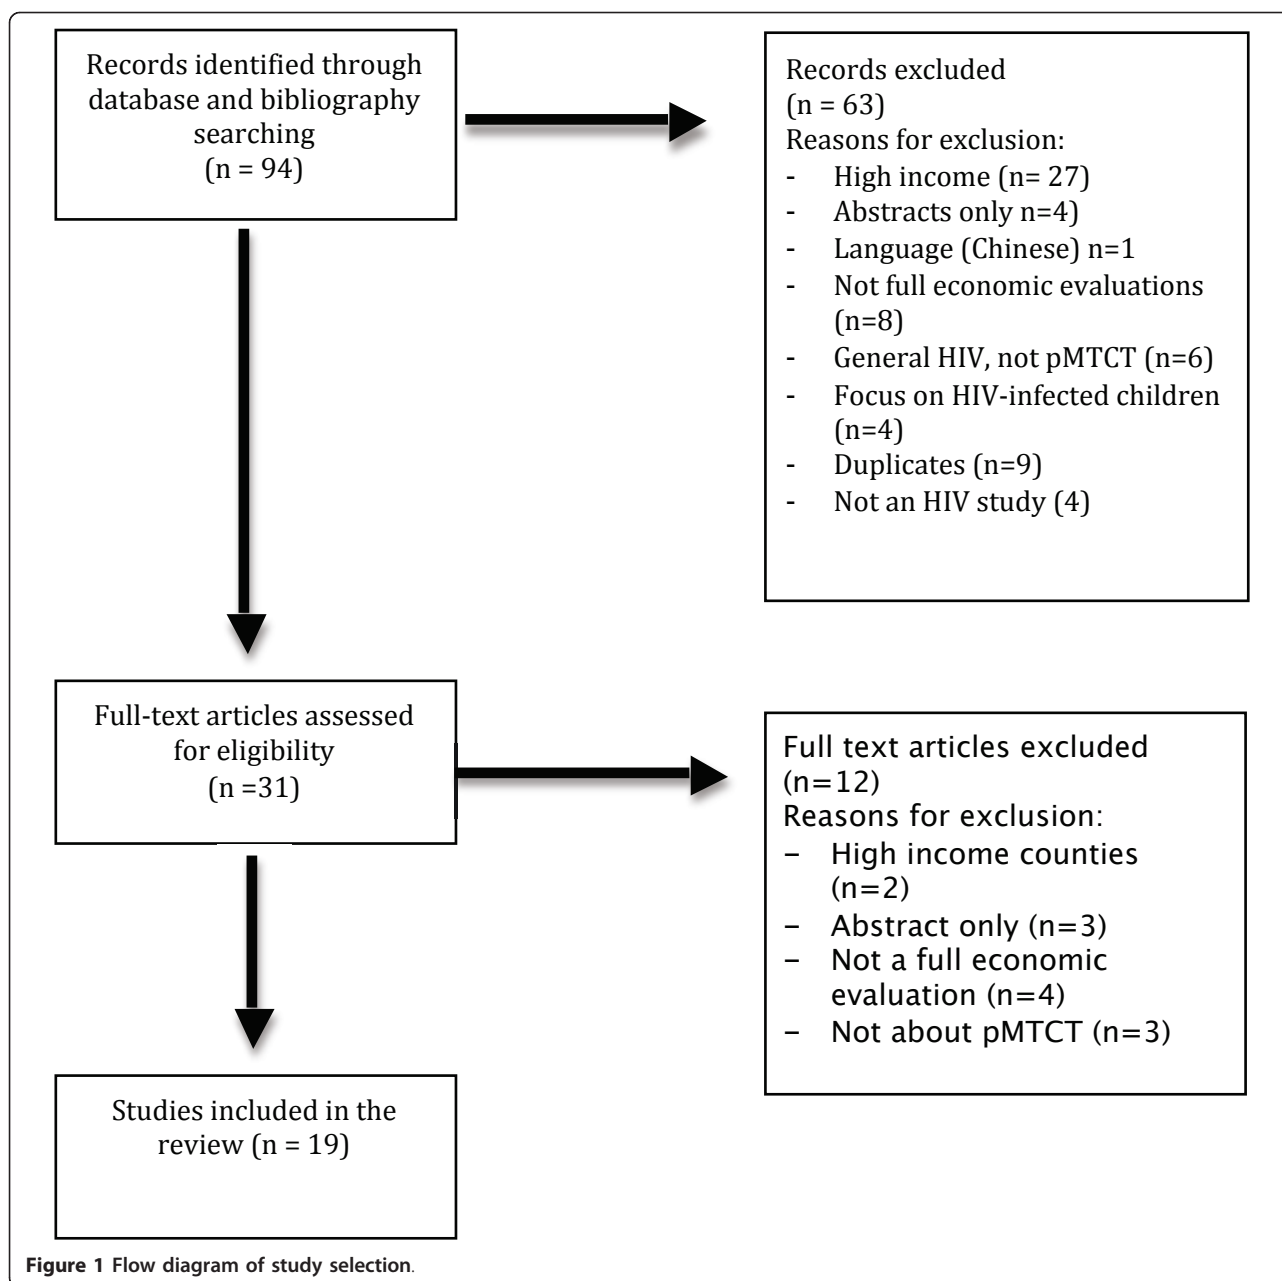 Records identified through
database and bibliography
searching
(n = 94)
Records excluded
(n = 63)
Reasons for exclusion:
- High income (n= 27)
- Abstracts only n=4)
- Language (Chinese) n=1
- Not full economic evaluations
(n=8)
- General HIV, not pMTCT (n=6)
- Focus on HIV-infected children
(n=4)
- Duplicates (n=9)
- Not an HIV study (4)
Full-text articles assessed
for eligibility
(n =31)
Full text articles excluded
(n=12)
Reasons for exclusion:
– High income counties
(n=2)
– Abstract only (n=3)
– Not a full economic
evaluation (n=4)
– Not about pMTCT (n=3)
Studies included in the
review (n = 19)
Figure 1 Flow diagram of study selection.